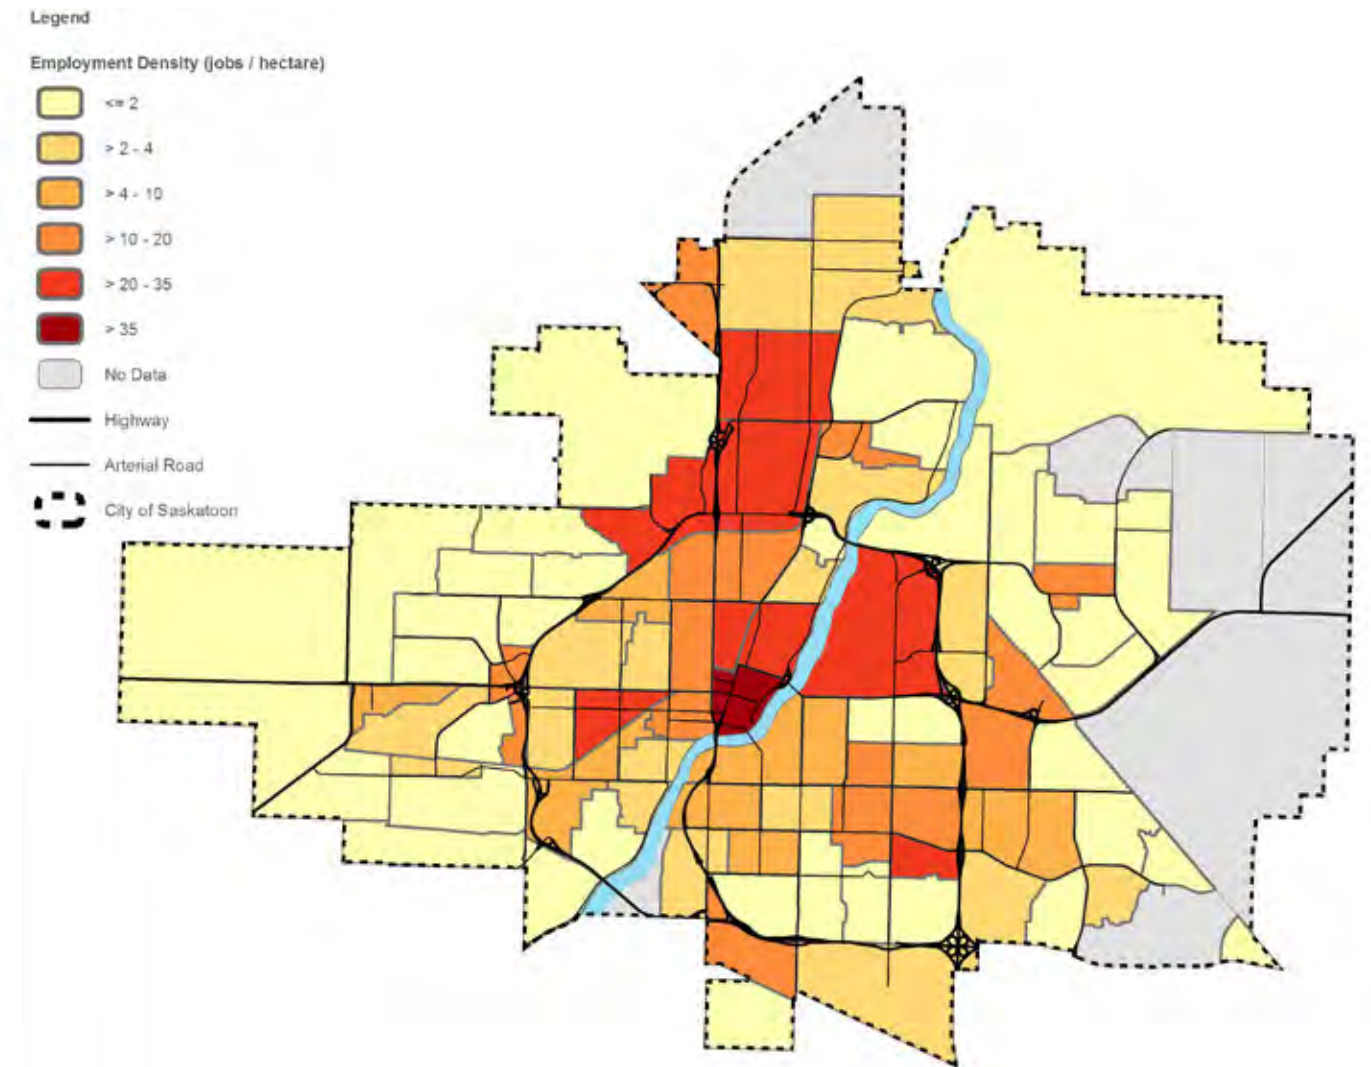 Legend
Employment Density (jobs / hectare)
<= 2
> 2 - 4
> 4 - 10
> 10 - 20
> 20 - 35
> 35
No Data
Highway
Arterial Road
City of Saskatoon